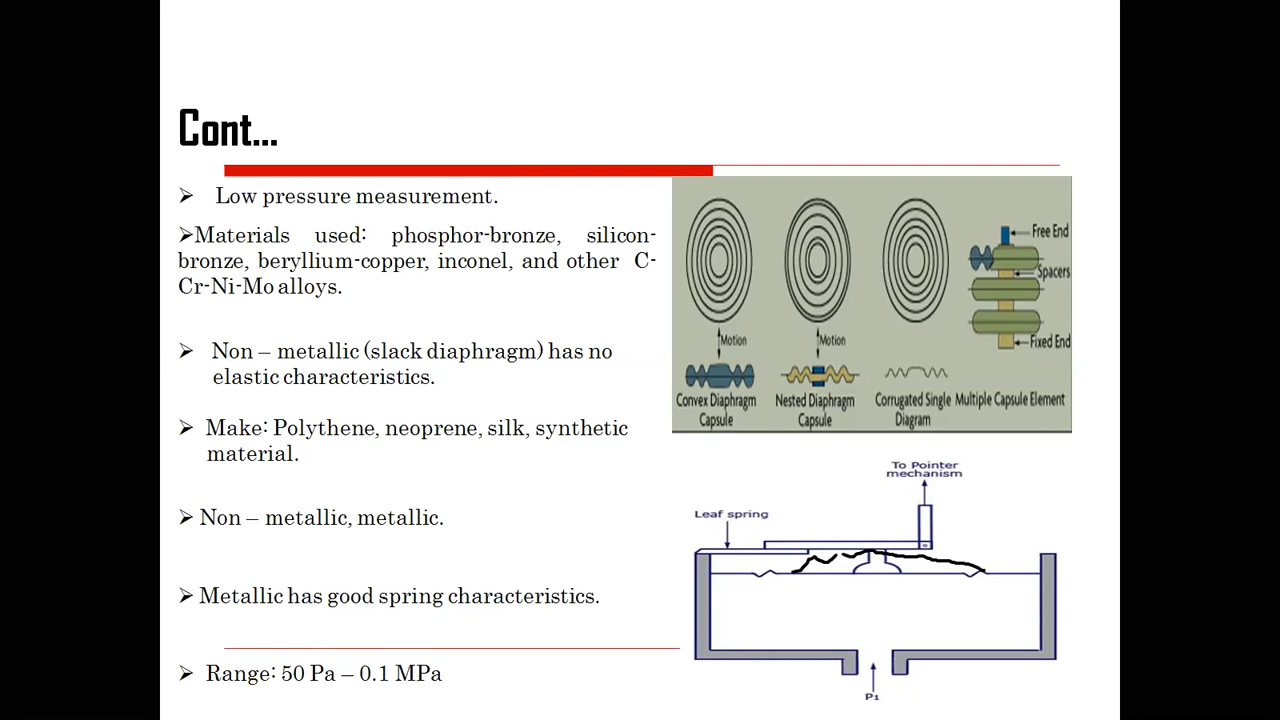 Cont...
➢ Low pressure measurement.
➢Materials used: phosphor-bronze, silicon-
bronze, beryllium-copper, inconel, and other C-
Cr-Ni-Mo alloys.
➢ Non – metallic (slack diaphragm) has no
elastic characteristics.
➢ Make: Polythene, neoprene, silk, synthetic
material.
➢ Non – metallic, metallic.
➢ Metallic has good spring characteristics.
➢ Range: 50 Pa – 0.1 MPa
Free End
Spacers
Fixed End
Motion
Motion
Convex Diaphragm
Capsule
Nested Diaphragm
Capsule
Corrugated Single
Diagram
Multiple Capsule Element
To Pointer
mechanism
Leaf spring
P1